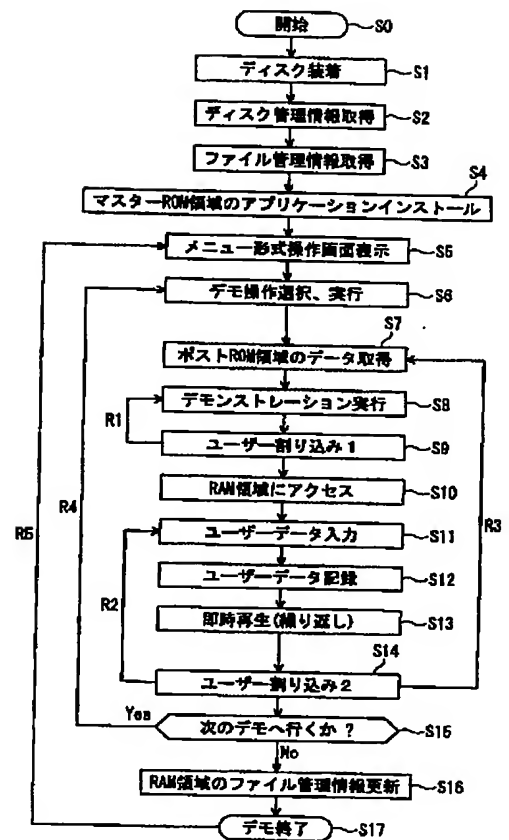 開始 S0
ディスク装着 S1
ディスク管理情報取得 S2
ファイル管理情報取得 S3
S4
マスターROM領域のアプリケーションインストール
メニュー形式操作画面表示 S5
デモ操作選択、実行 S6
S7
ポストROM領域のデータ取得
デモンストレーション実行 S8
R1
ユーザー割り込み1 S9
RAM領域にアクセス S10
R5 R4 R3
ユーザーデータ入力 S11
ユーザーデータ記録 S12
R2
即時再生(繰り返し) S13
S14
ユーザー割り込み2
Yes
次のデモへ行くか ? S15
No
RAM領域のファイル管理情報更新 S16
デモ終了 S17